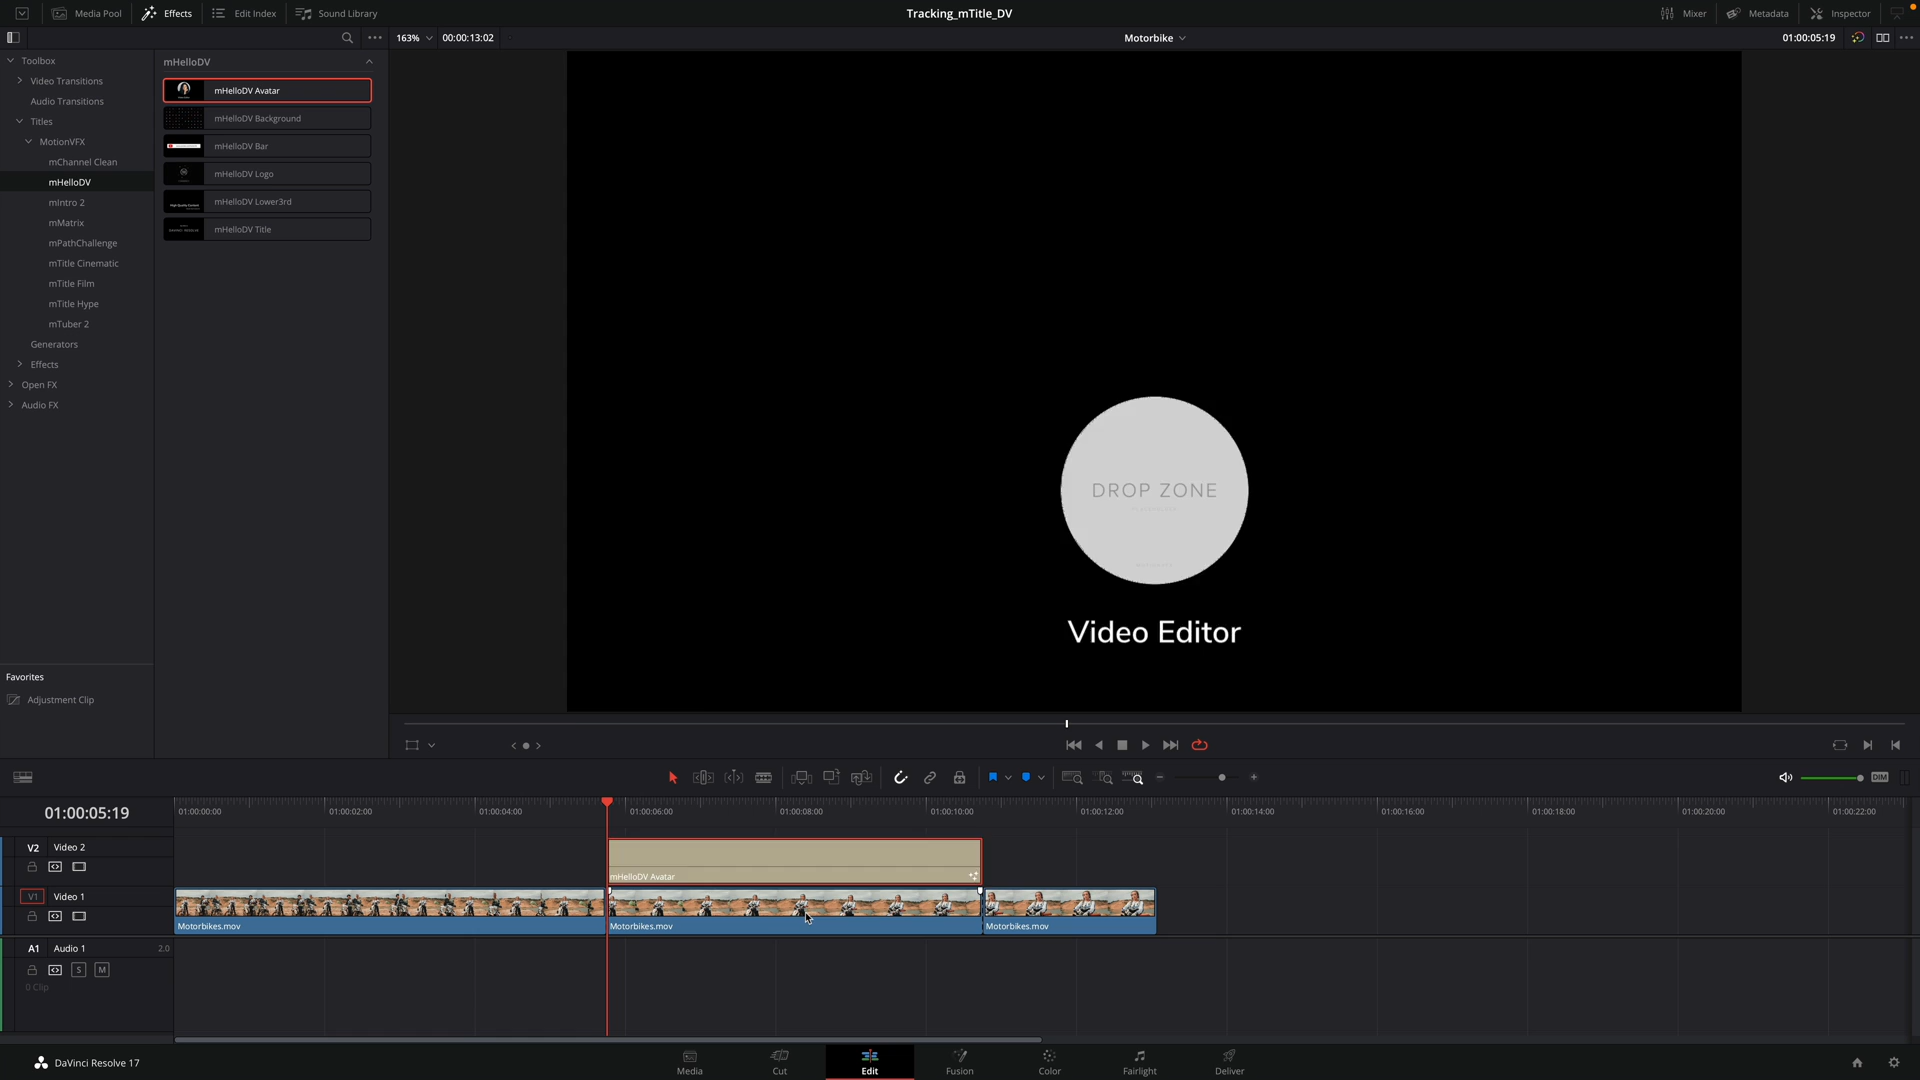 Media Pool
Effects
Edit Index
Sound Library
Tracking_mTitle_DV
Mixer
Metadata
Inspector
163%
00:00:13:02
Motorbike
01:00:05:19
Toolbox
Video Transitions
Audio Transitions
Titles
MotionVFX
mChannel Clean
mHelloDV
mIntro 2
mMatrix
mPathChallenge
mTitle Cinematic
mTitle Film
mTitle Hype
mTuber 2
Generators
Effects
Open FX
Audio FX
Favorites
Adjustment Clip
mHelloDV
mHelloDV Avatar
mHelloDV Background
mHelloDV Bar
mHelloDV Logo
mHelloDV Lower3rd
mHelloDV Title
DROP ZONE
Video Editor
DIM
01:00:05:19
01:00:00:00
01:00:02:00
01:00:04:00
01:00:06:00
01:00:08:00
01:00:10:00
01:00:12:00
01:00:14:00
01:00:16:00
01:00:18:00
01:00:20:00
01:00:22:00
V2 Video 2
mHelloDV Avatar
V1 Video 1
Motorbikes.mov
Motorbikes.mov
Motorbikes.mov
A1 Audio 1 2.0
S M
0 Clip
DaVinci Resolve 17
Media
Cut
Edit
Fusion
Color
Fairlight
Deliver